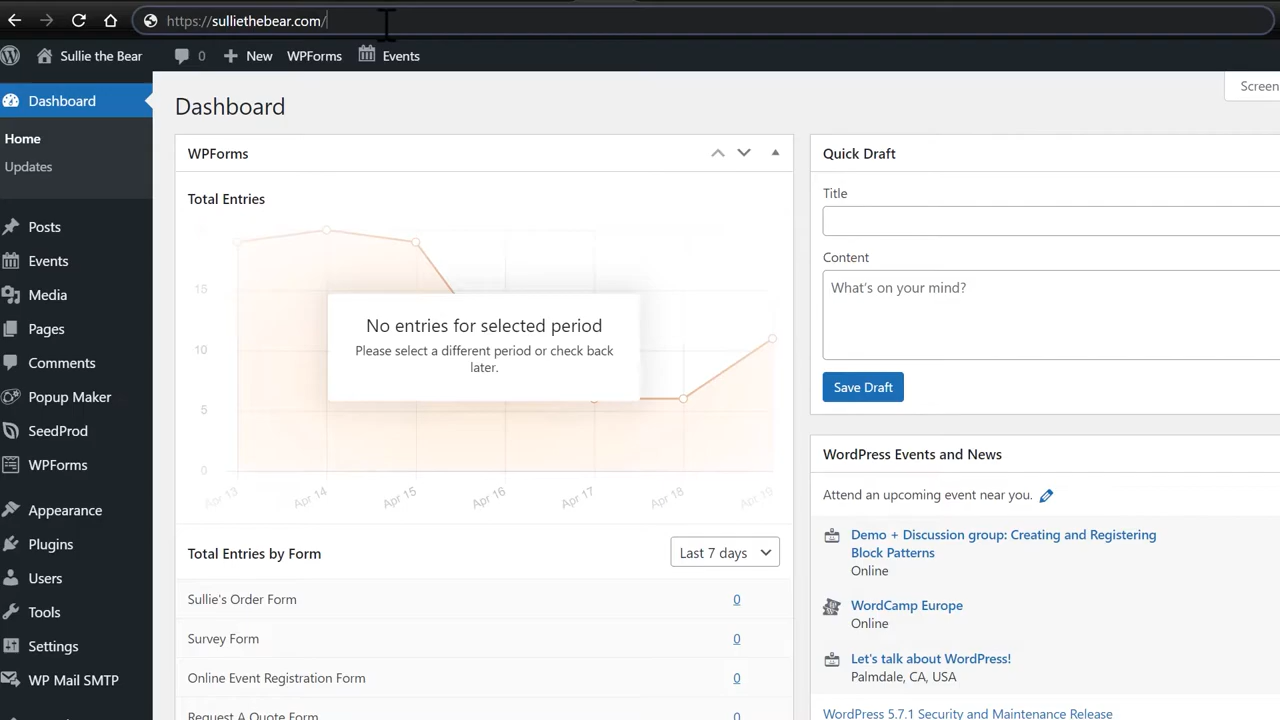 https://sulliethebear.com/
Sullie the Bear
0
New
WPForms
Events
Dashboard
Home
Updates
Posts
Events
Media
Pages
Comments
Popup Maker
SeedProd
WPForms
Appearance
Plugins
Users
Tools
Settings
WP Mail SMTP
Screen
Dashboard
WPForms
Total Entries
15
10
5
0
Apr 13
Apr 14
Apr 15
Apr 16
Apr 17
Apr 18
Apr 19
No entries for selected period
Please select a different period or check back
later.
Total Entries by Form
Last 7 days
Sullie's Order Form 0
Survey Form 0
Online Event Registration Form 0
Request A Quote Form 0
Quick Draft
Title
Content
What's on your mind?
Save Draft
WordPress Events and News
Attend an upcoming event near you.
Demo + Discussion group: Creating and Registering
Block Patterns
Online
WordCamp Europe
Online
Let's talk about WordPress!
Palmdale, CA, USA
WordPress 5.7.1 Security and Maintenance Release